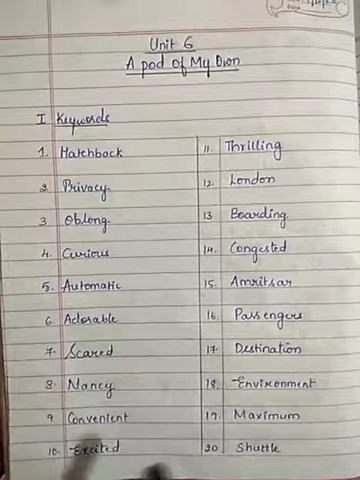 Page
Unit 6
A pod of My Own
I Keywords
1. Hatchback
2. Privacy
3. Oblong
4. Curious
5. Automatic
6. Adorable
7. Scared
8. Nancy
9 Convenient
10. Excited
11. Thrilling
12. London
13 Boarding
14. Congested
15. Amritsar
16. Passengers
17. Destination
18. Environment
19. Maximum
20 Shuttle